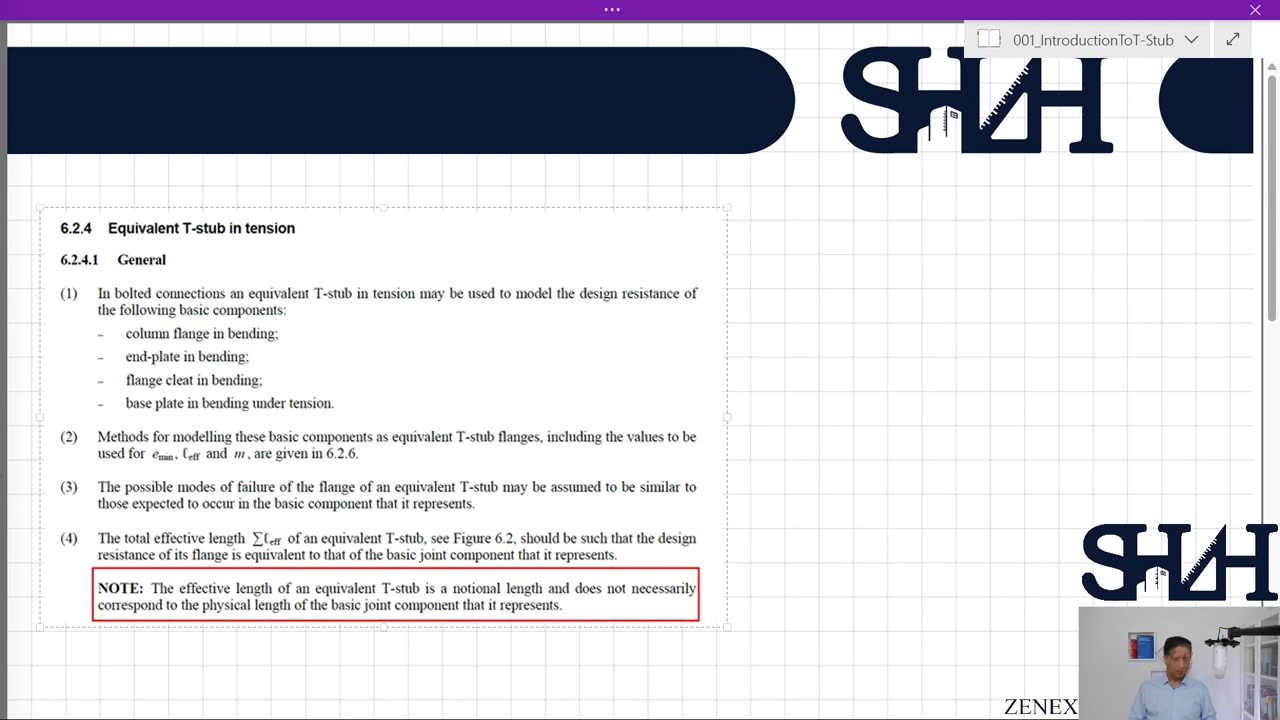 001_IntroductionToT-Stub
SHZH
6.2.4 Equivalent T-stub in tension
6.2.4.1 General
(1) In bolted connections an equivalent T-stub in tension may be used to model the design resistance of
the following basic components:
- column flange in bending;
- end-plate in bending;
- flange cleat in bending;
- base plate in bending under tension.
(2) Methods for modelling these basic components as equivalent T-stub flanges, including the values to be
used for emin, ℓeff and m, are given in 6.2.6.
(3) The possible modes of failure of the flange of an equivalent T-stub may be assumed to be similar to
those expected to occur in the basic component that it represents.
(4) The total effective length ∑ℓeff of an equivalent T-stub, see Figure 6.2, should be such that the design
resistance of its flange is equivalent to that of the basic joint component that it represents.
NOTE: The effective length of an equivalent T-stub is a notional length and does not necessarily
correspond to the physical length of the basic joint component that it represents.
SHZH
ZENEX